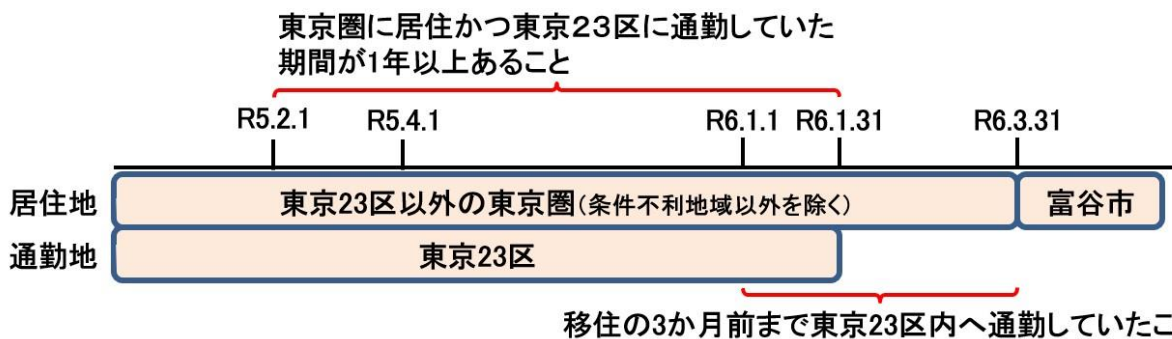 東京圏に居住かつ東京２３区に通勤していた
期間が1年以上あること
R5.2.1 R5.4.1 R6.1.1 R6.1.31 R6.3.31
居住地 東京23区以外の東京圏(条件不利地域以外を除く) 富谷市
通勤地 東京23区
移住の3か月前まで東京23区内へ通勤していたこ